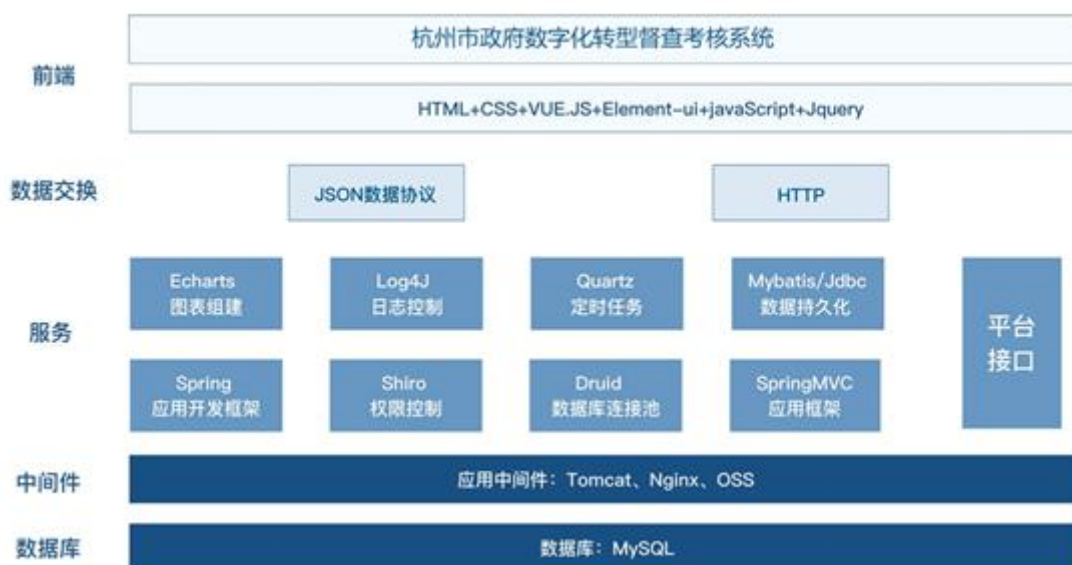 杭州市政府数字化转型督查考核系统
前端
HTML+CSS+VUE.JS+Element-ui+javaScript+Jquery
数据交换
JSON数据协议
HTTP
服务
Echarts
图表组建
Log4J
日志控制
Quartz
定时任务
Mybatis/Jdbc
数据持久化
平台
接口
Spring
应用开发框架
Shiro
权限控制
Druid
数据库连接池
SpringMVC
应用框架
中间件
应用中间件：Tomcat、Nginx、OSS
数据库
数据库：MySQL